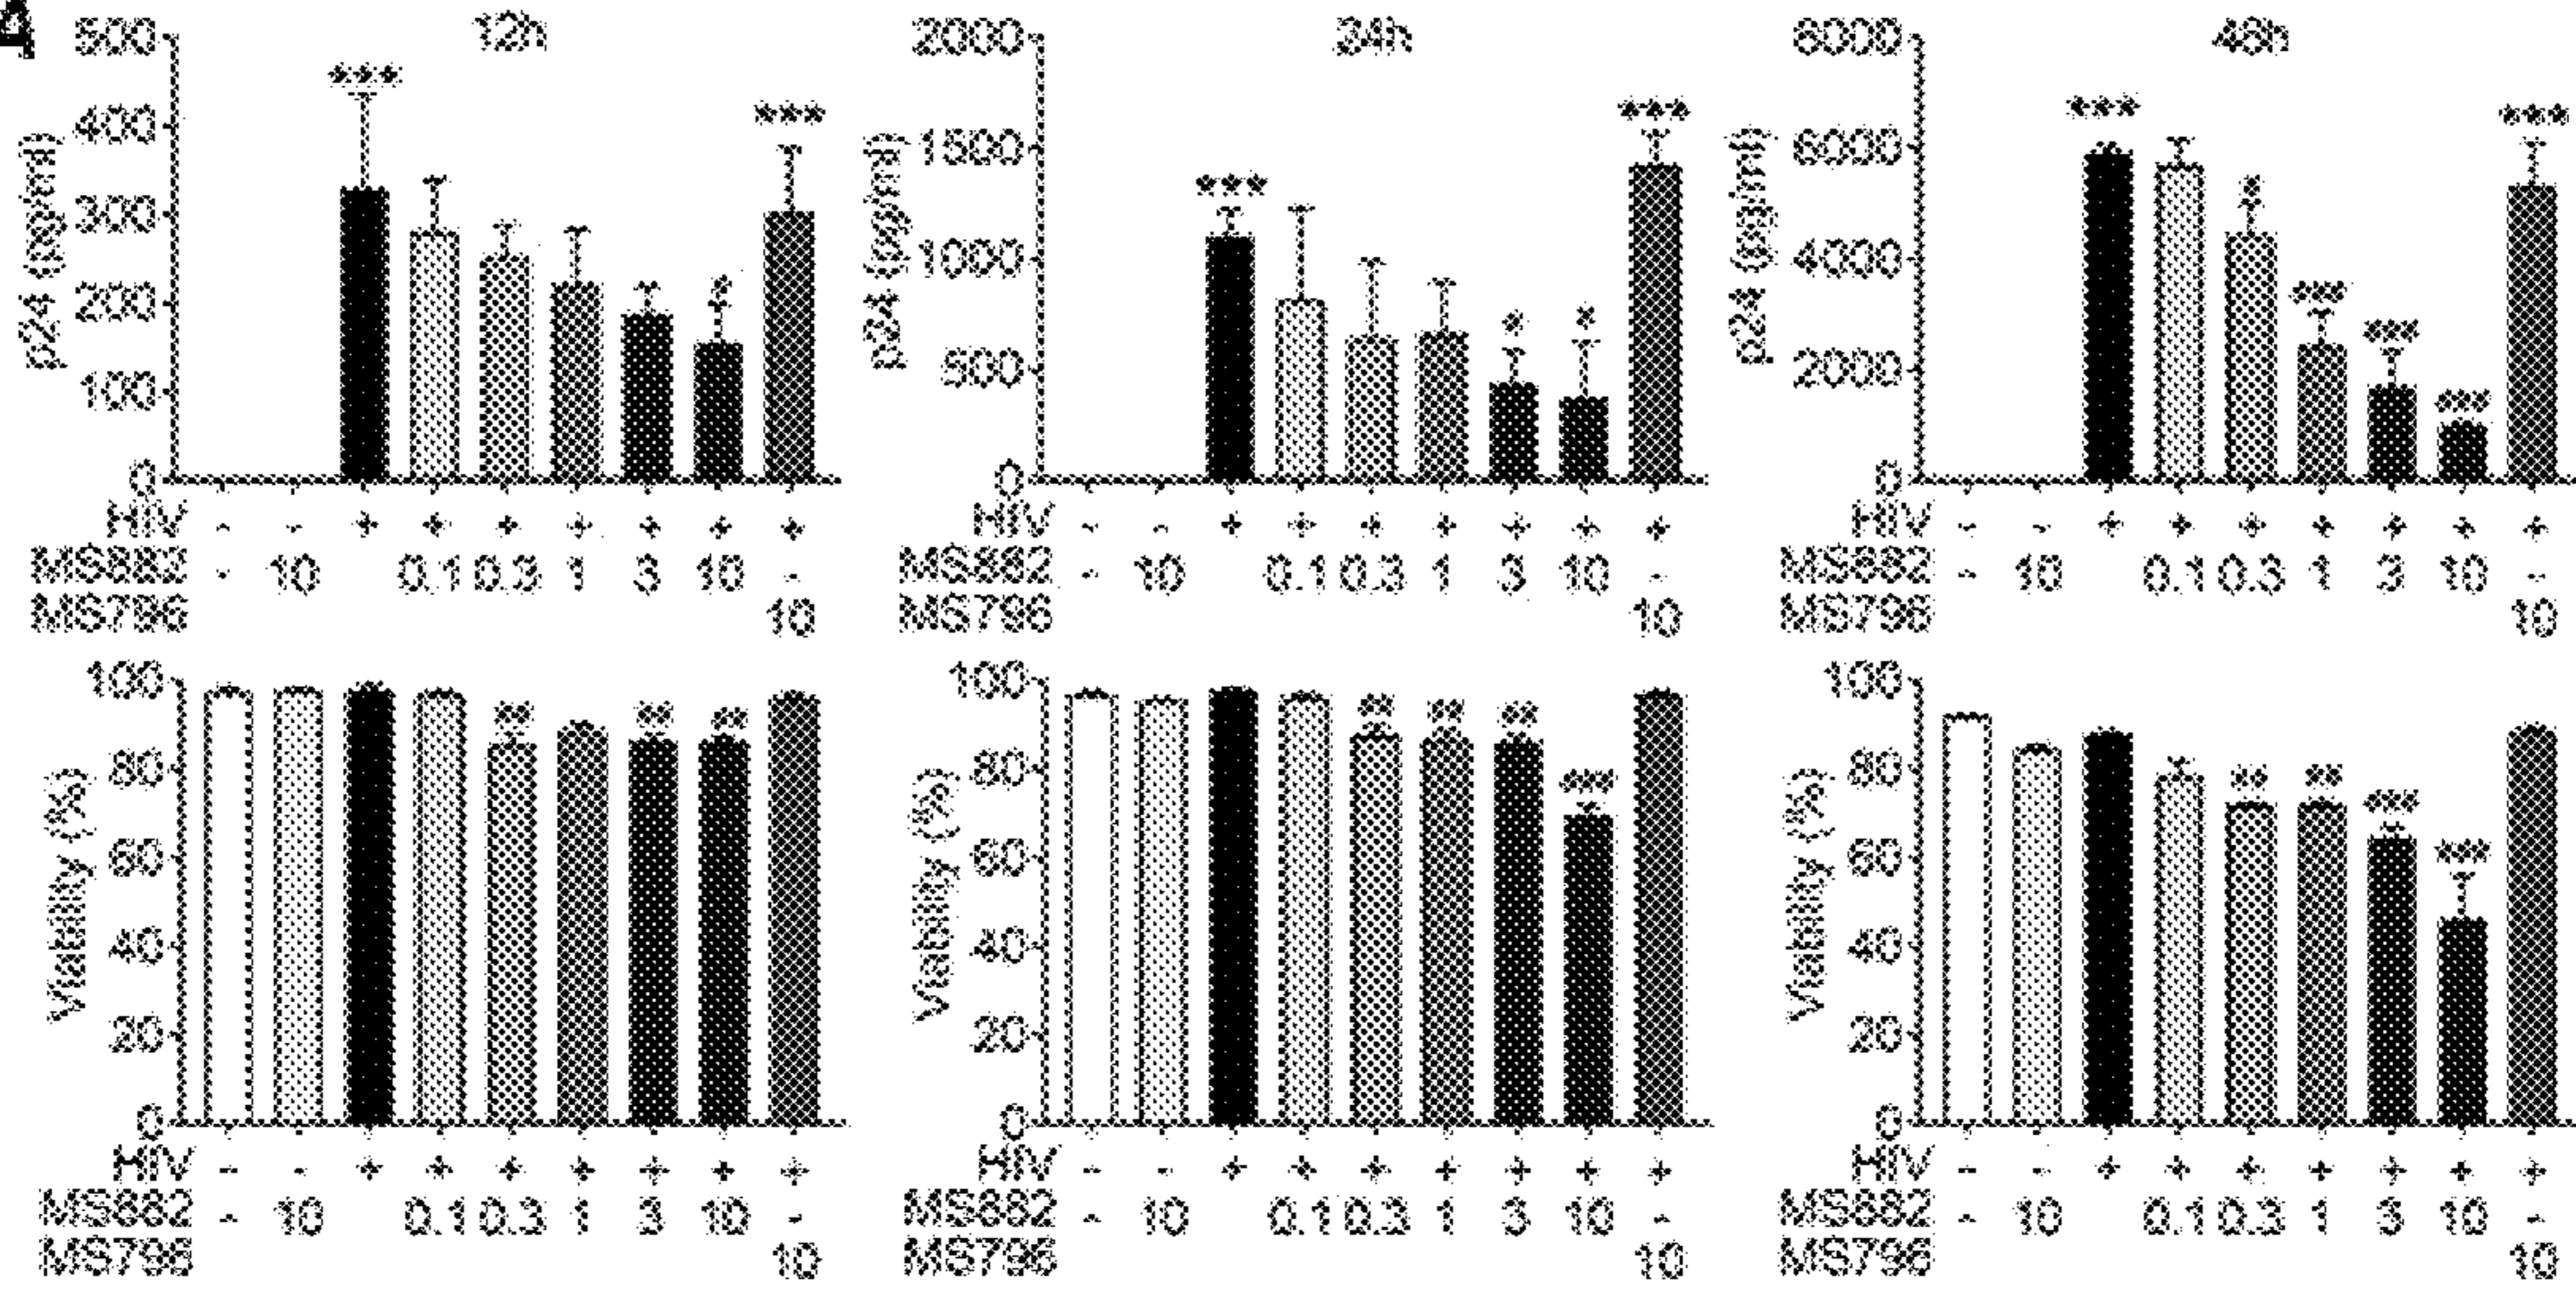 A
12h
24h
48h
500
400
300
200
100
0
p24 (pg/ml)
HIV - - + + + + + + +
MS882 - 10 0.1 0.3 1 3 10 -
MS796 10
2000
1500
1000
500
0
p24 (pg/ml)
HIV - - + + + + + + +
MS882 - 10 0.1 0.3 1 3 10 -
MS796 10
8000
6000
4000
2000
0
p24 (pg/ml)
HIV - - + + + + + + +
MS882 - 10 0.1 0.3 1 3 10 -
MS796 10
100
80
60
40
20
0
Viability (%)
HIV - - + + + + + + +
MS882 - 10 0.1 0.3 1 3 10 -
MS796 10
100
80
60
40
20
0
Viability (%)
HIV - - + + + + + + +
MS882 - 10 0.1 0.3 1 3 10 -
MS796 10
100
80
60
40
20
0
Viability (%)
HIV - - + + + + + + +
MS882 - 10 0.1 0.3 1 3 10 -
MS796 10